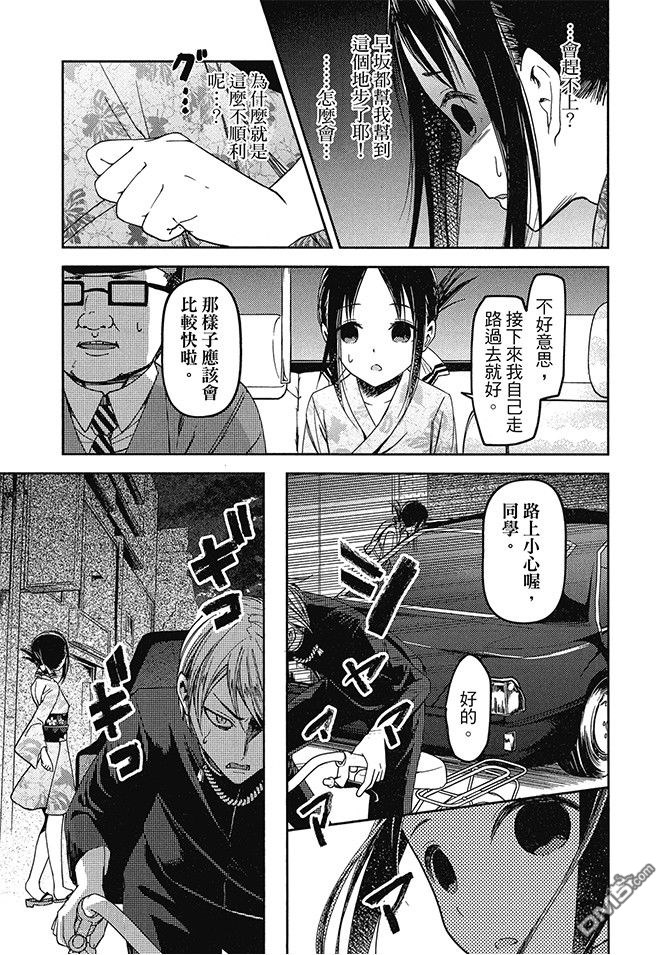 …會趕不上？
早坂都幫我幫到
這個地步了耶！
……怎麼會…
為什麼就是
這麼不順利
呢…？
グ…
不好意思，
接下來我自己走
路過去就好。
那樣子應該會
比較快啦。
路上小心喔，
同學。
好的。
シャアアアア
ギコ
ギコ
DM5.com